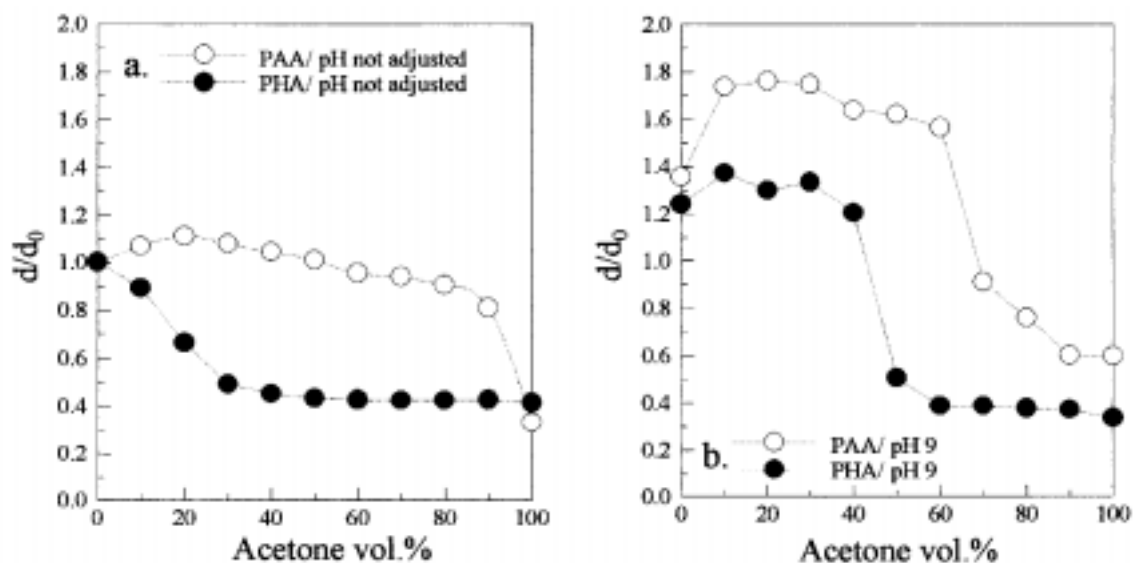 a.
PAA/ pH not adjusted
PHA/ pH not adjusted
d/d0
2.0
1.8
1.6
1.4
1.2
1.0
0.8
0.6
0.4
0.2
0.0
0 20 40 60 80 100
Acetone vol.%
d/d0
2.0
1.8
1.6
1.4
1.2
1.0
0.8
0.6
0.4
0.2
0.0
b.
PAA/ pH 9
PHA/ pH 9
0 20 40 60 80 100
Acetone vol.%